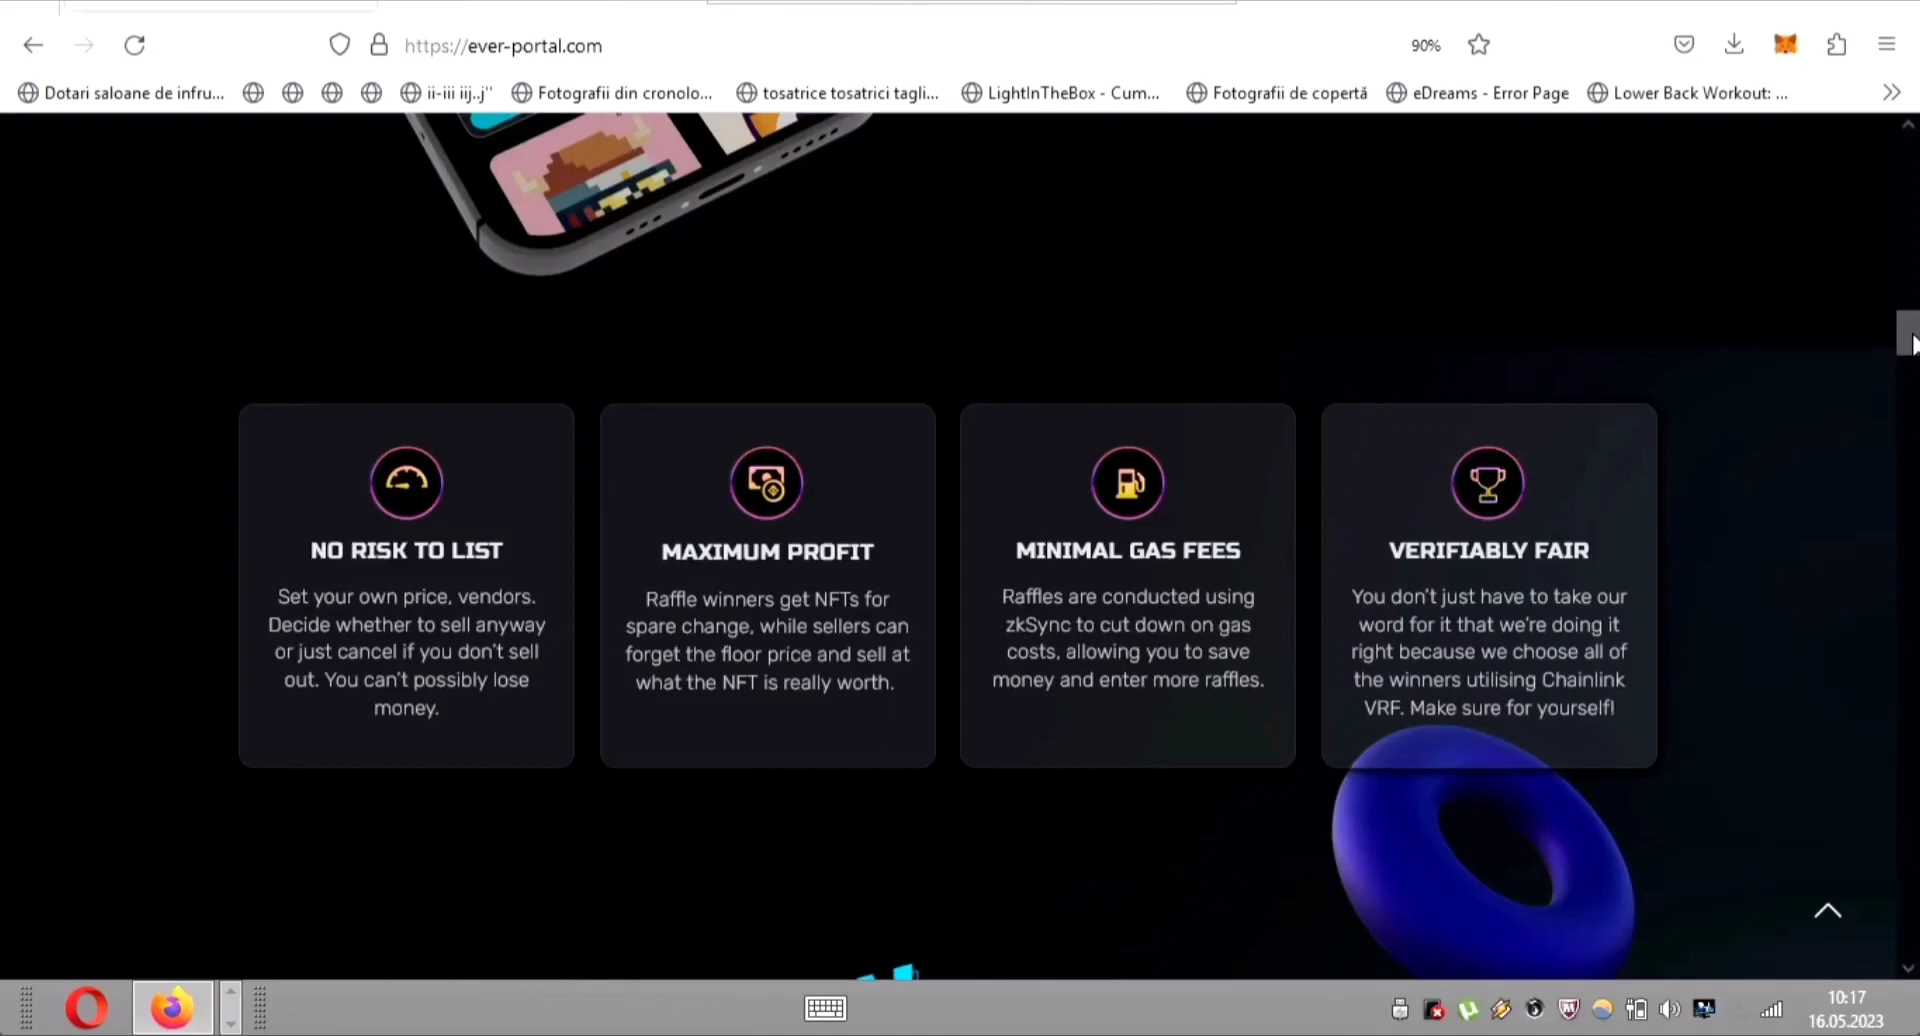 https://ever-portal.com
90%
Dotari saloane de infru...
ii-iii iij..j''
Fotografii din cronolo...
tosatrice tosatrici tagli...
LightInTheBox - Cum...
Fotografii de copertă
eDreams - Error Page
Lower Back Workout: ...
NO RISK TO LIST
Set your own price, vendors.
Decide whether to sell anyway
or just cancel if you don't sell
out. You can't possibly lose
money.
MAXIMUM PROFIT
Raffle winners get NFTs for
spare change, while sellers can
forget the floor price and sell at
what the NFT is really worth.
MINIMAL GAS FEES
Raffles are conducted using
zkSync to cut down on gas
costs, allowing you to save
money and enter more raffles.
VERIFIABLY FAIR
You don't just have to take our
word for it that we're doing it
right because we choose all of
the winners utilising Chainlink
VRF. Make sure for yourself!
10:17
16.05.2023